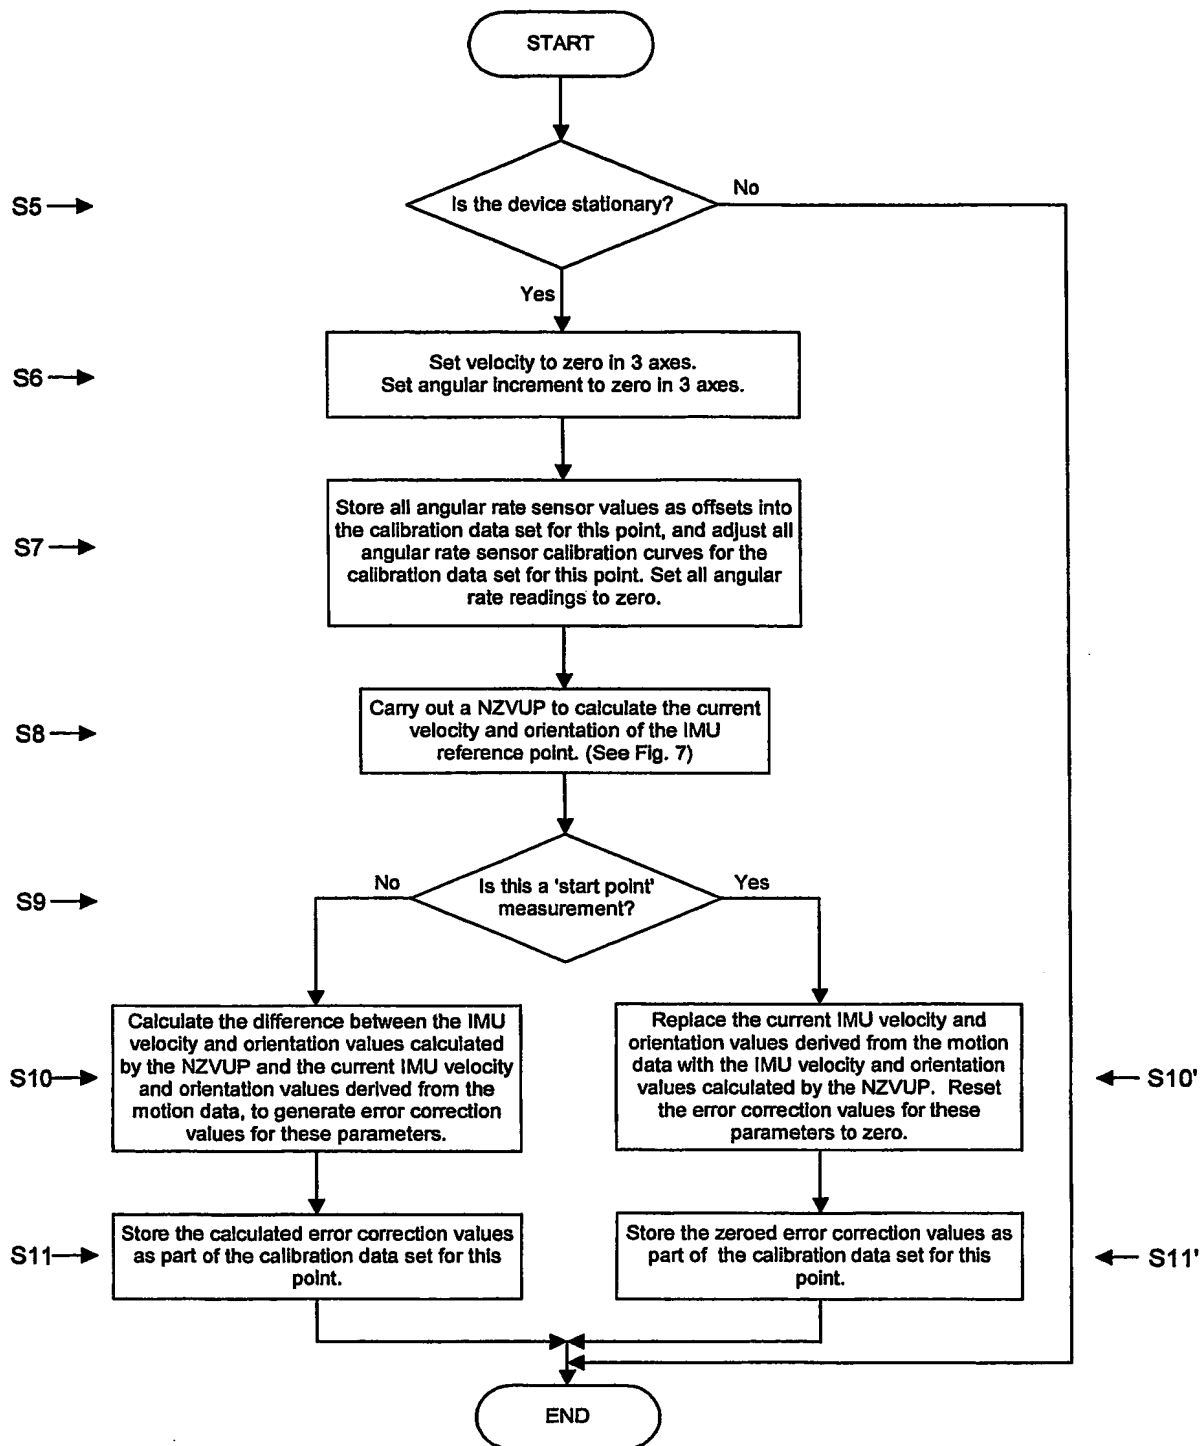 START
S5
Is the device stationary?
No
Yes
S6
Set velocity to zero in 3 axes.
Set angular increment to zero in 3 axes.
S7
Store all angular rate sensor values as offsets into
the calibration data set for this point, and adjust all
angular rate sensor calibration curves for the
calibration data set for this point. Set all angular
rate readings to zero.
S8
Carry out a NZVUP to calculate the current
velocity and orientation of the IMU
reference point. (See Fig. 7)
S9
No
Is this a 'start point'
measurement?
Yes
S10
Calculate the difference between the IMU
velocity and orientation values calculated
by the NZVUP and the current IMU velocity
and orientation values derived from the
motion data, to generate error correction
values for these parameters.
Replace the current IMU velocity and
orientation values derived from the motion
data with the IMU velocity and orientation
values calculated by the NZVUP. Reset
the error correction values for these
parameters to zero.
S10'
S11
Store the calculated error correction values
as part of the calibration data set for this
point.
Store the zeroed error correction values as
part of the calibration data set for this
point.
S11'
END